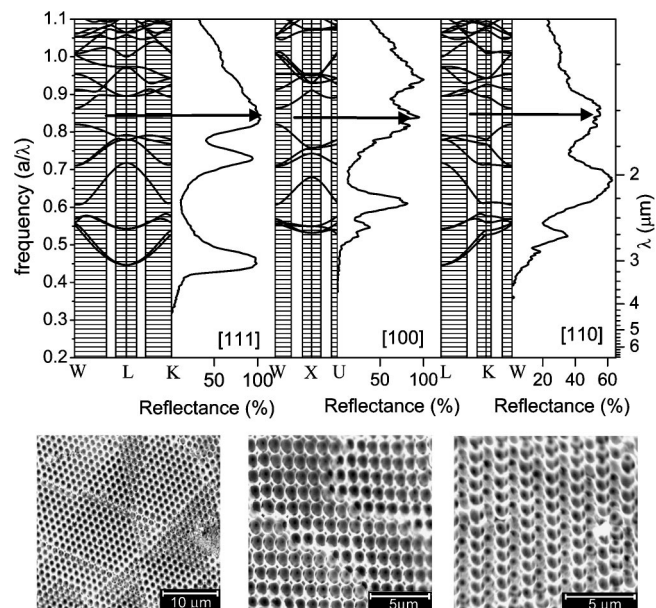 frequency (a/λ)
1.1
1.0
0.9
0.8
0.7
0.6
0.5
0.4
0.3
0.2
[111]
[100]
[110]
2
3
4
5
6
λ (μm)
W L K W X U L K W
50 100 50 100 20 40 60
Reflectance (%) Reflectance (%) Reflectance (%)
10 μm
5μm
5 μm